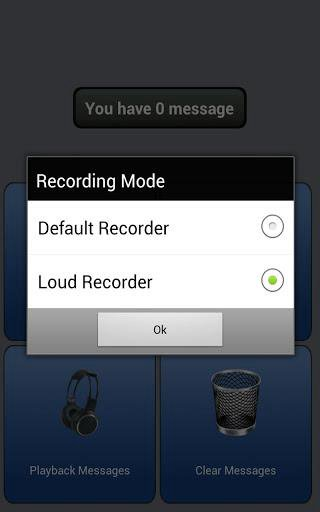 You have 0 message
Recording Mode
Default Recorder
Loud Recorder
Ok
Playback Messages
Clear Messages